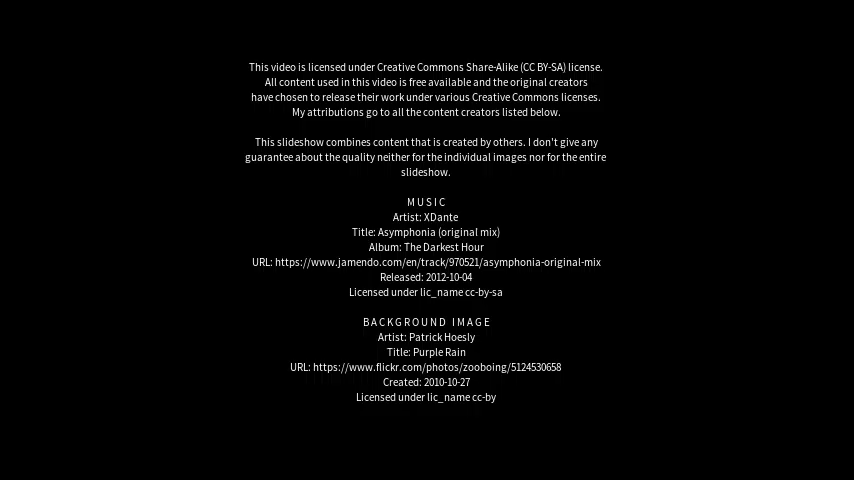 This video is licensed under Creative Commons Share-Alike (CC BY-SA) license.
All content used in this video is free available and the original creators
have chosen to release their work under various Creative Commons licenses.
My attributions go to all the content creators listed below.
This slideshow combines content that is created by others. I don't give any
guarantee about the quality neither for the individual images nor for the entire
slideshow.
MUSIC
Artist: XDante
Title: Asymphonia (original mix)
Album: The Darkest Hour
URL: https://www.jamendo.com/en/track/970521/asymphonia-original-mix
Released: 2012-10-04
Licensed under lic_name cc-by-sa
BACKGROUND IMAGE
Artist: Patrick Hoesly
Title: Purple Rain
URL: https://www.flickr.com/photos/zooboing/5124530658
Created: 2010-10-27
Licensed under lic_name cc-by